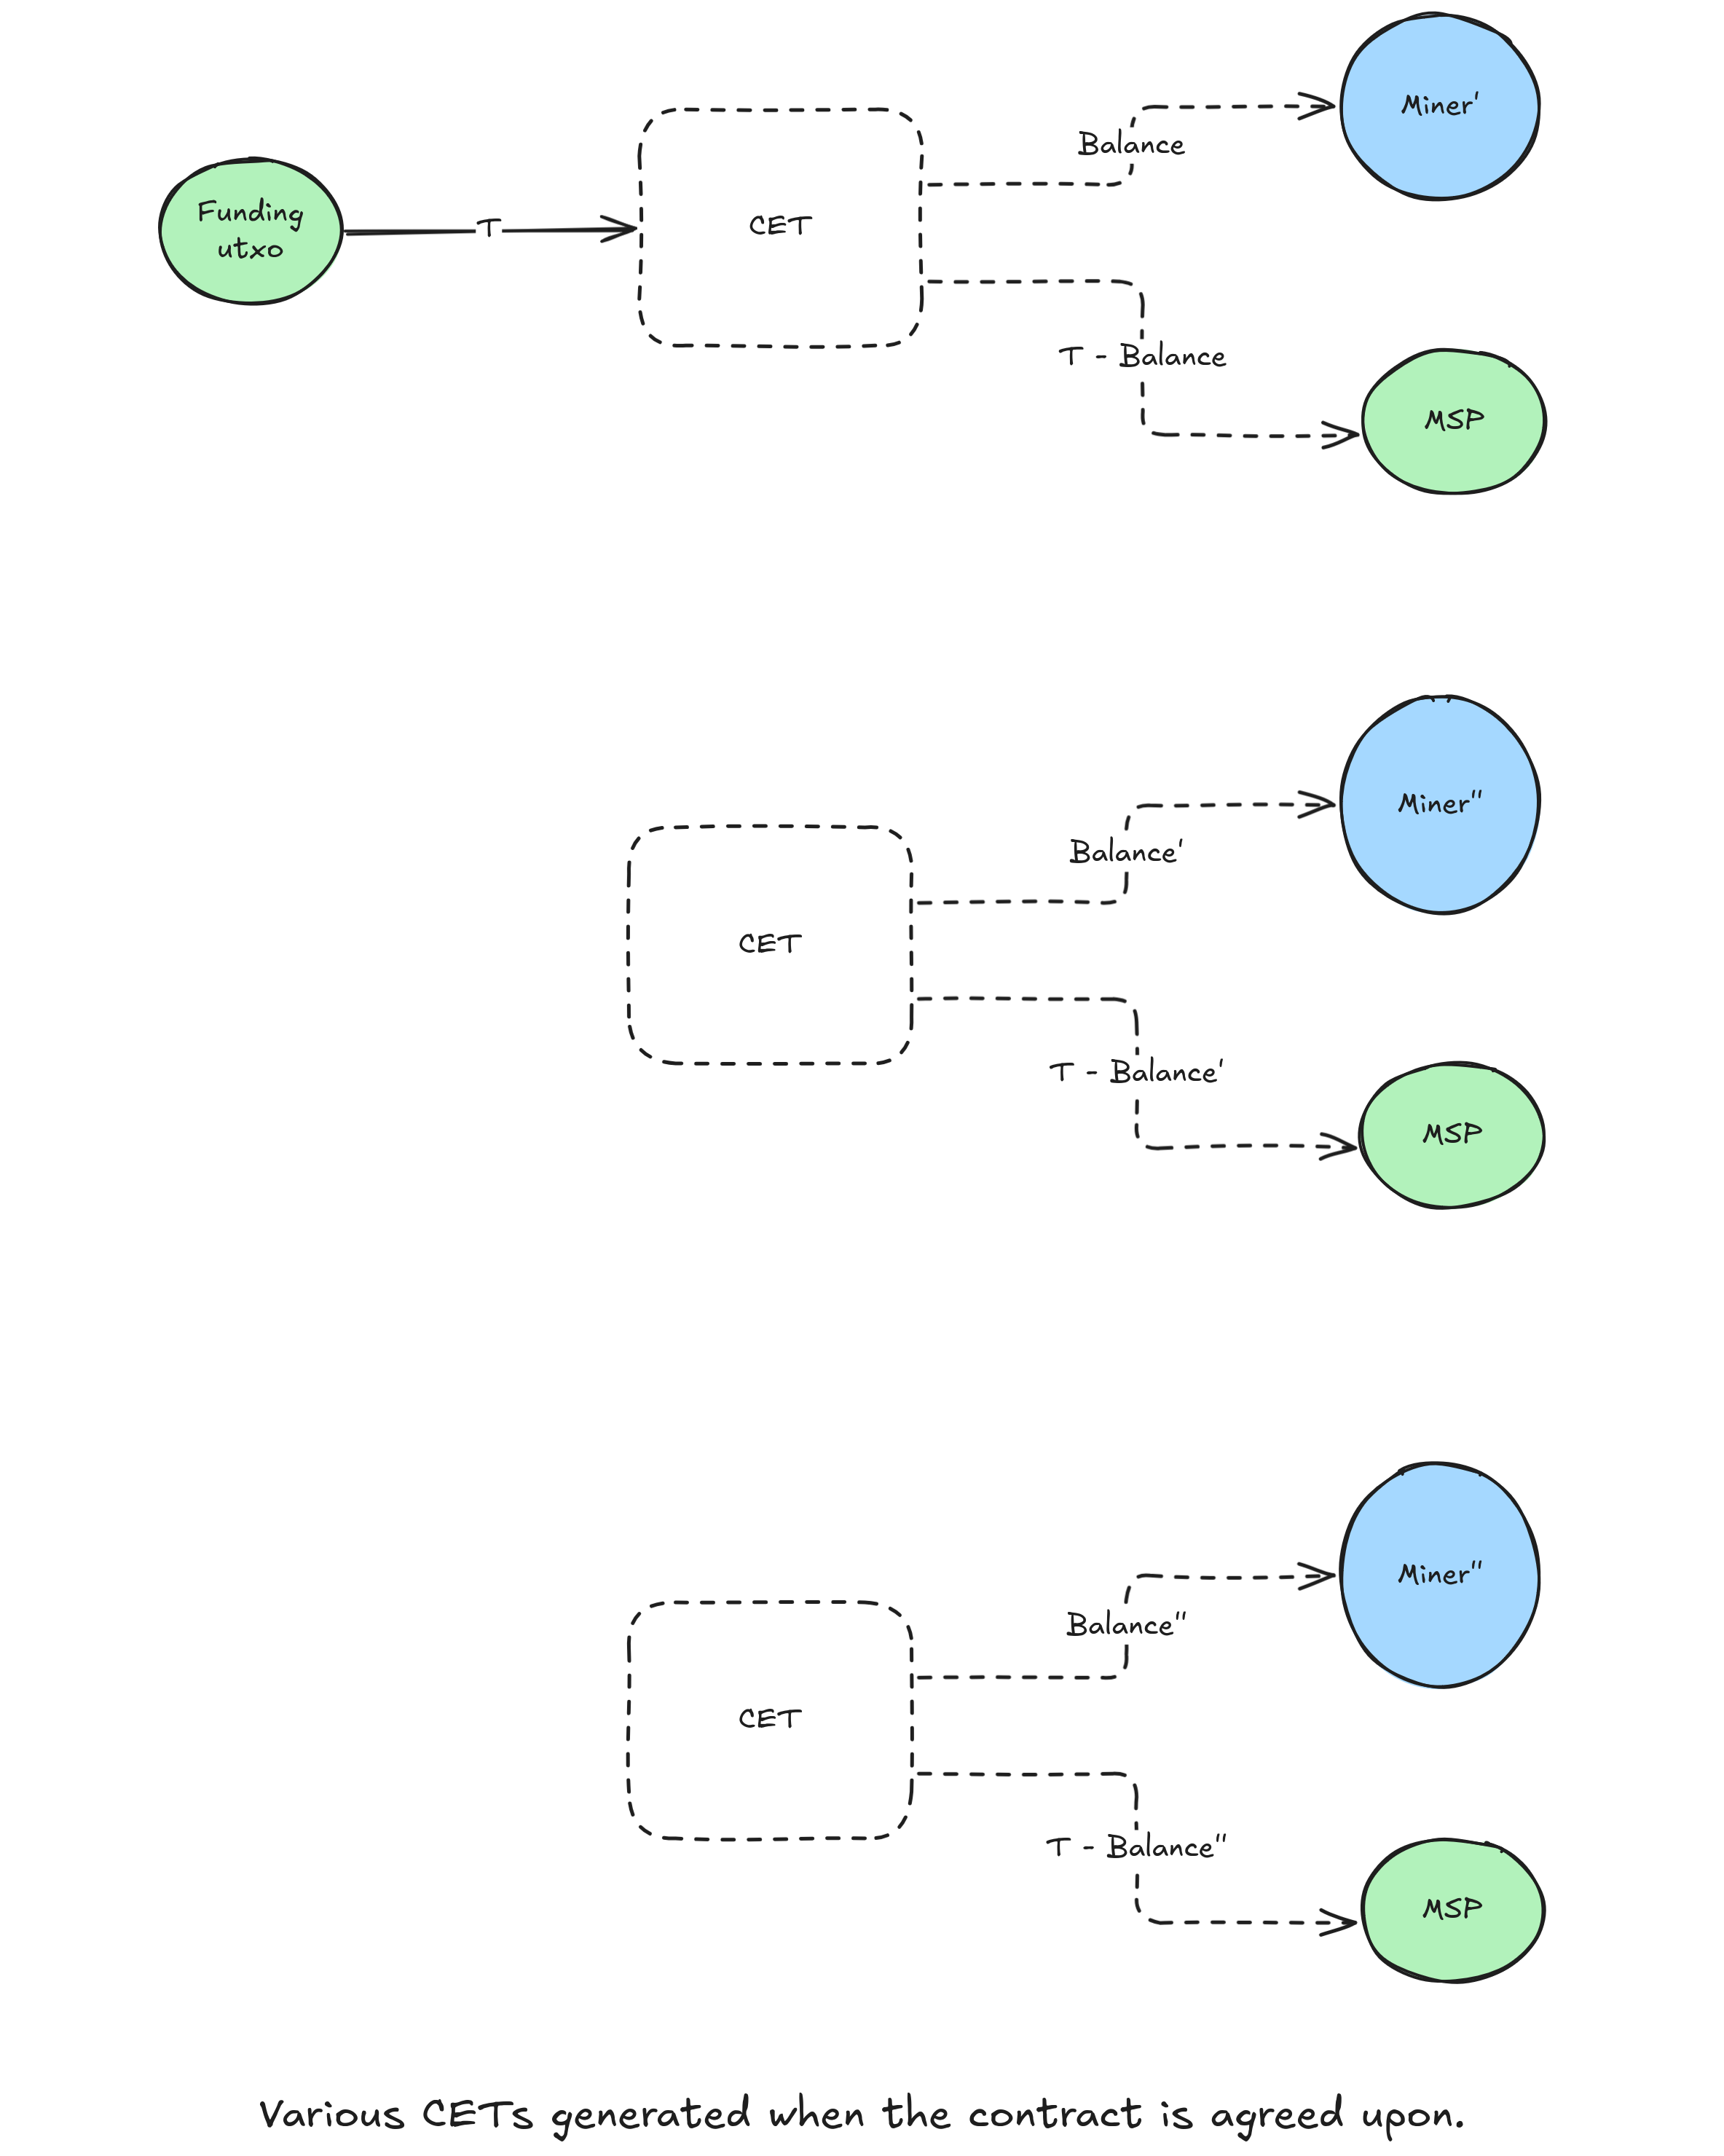 Miner'
Balance
Funding
utxo
T
CET
T - Balance
MSP
Miner"
Balance'
CET
T - Balance'
MSP
Miner"
Balance"
CET
T - Balance"
MSP
Various CETs generated when the contract is agreed upon.